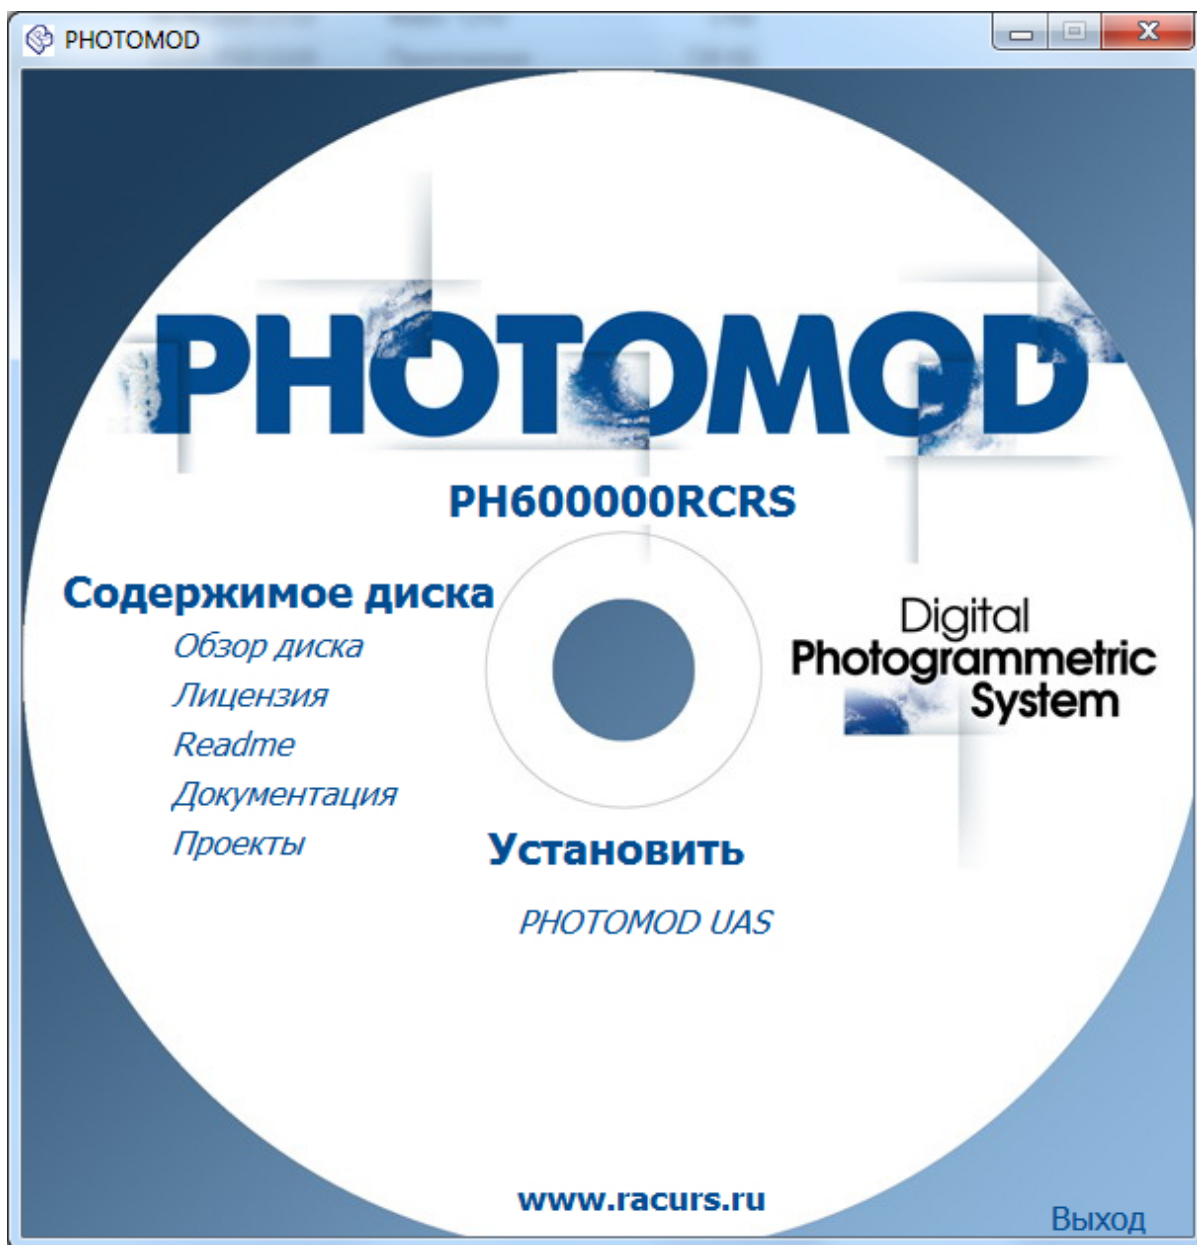 PHOTOMOD
PHOTOMOD
PH600000RCRS
Содержимое диска
Обзор диска
Лицензия
Readme
Документация
Проекты
Digital
Photogrammetric
System
Установить
PHOTOMOD UAS
www.racurs.ru
Выход